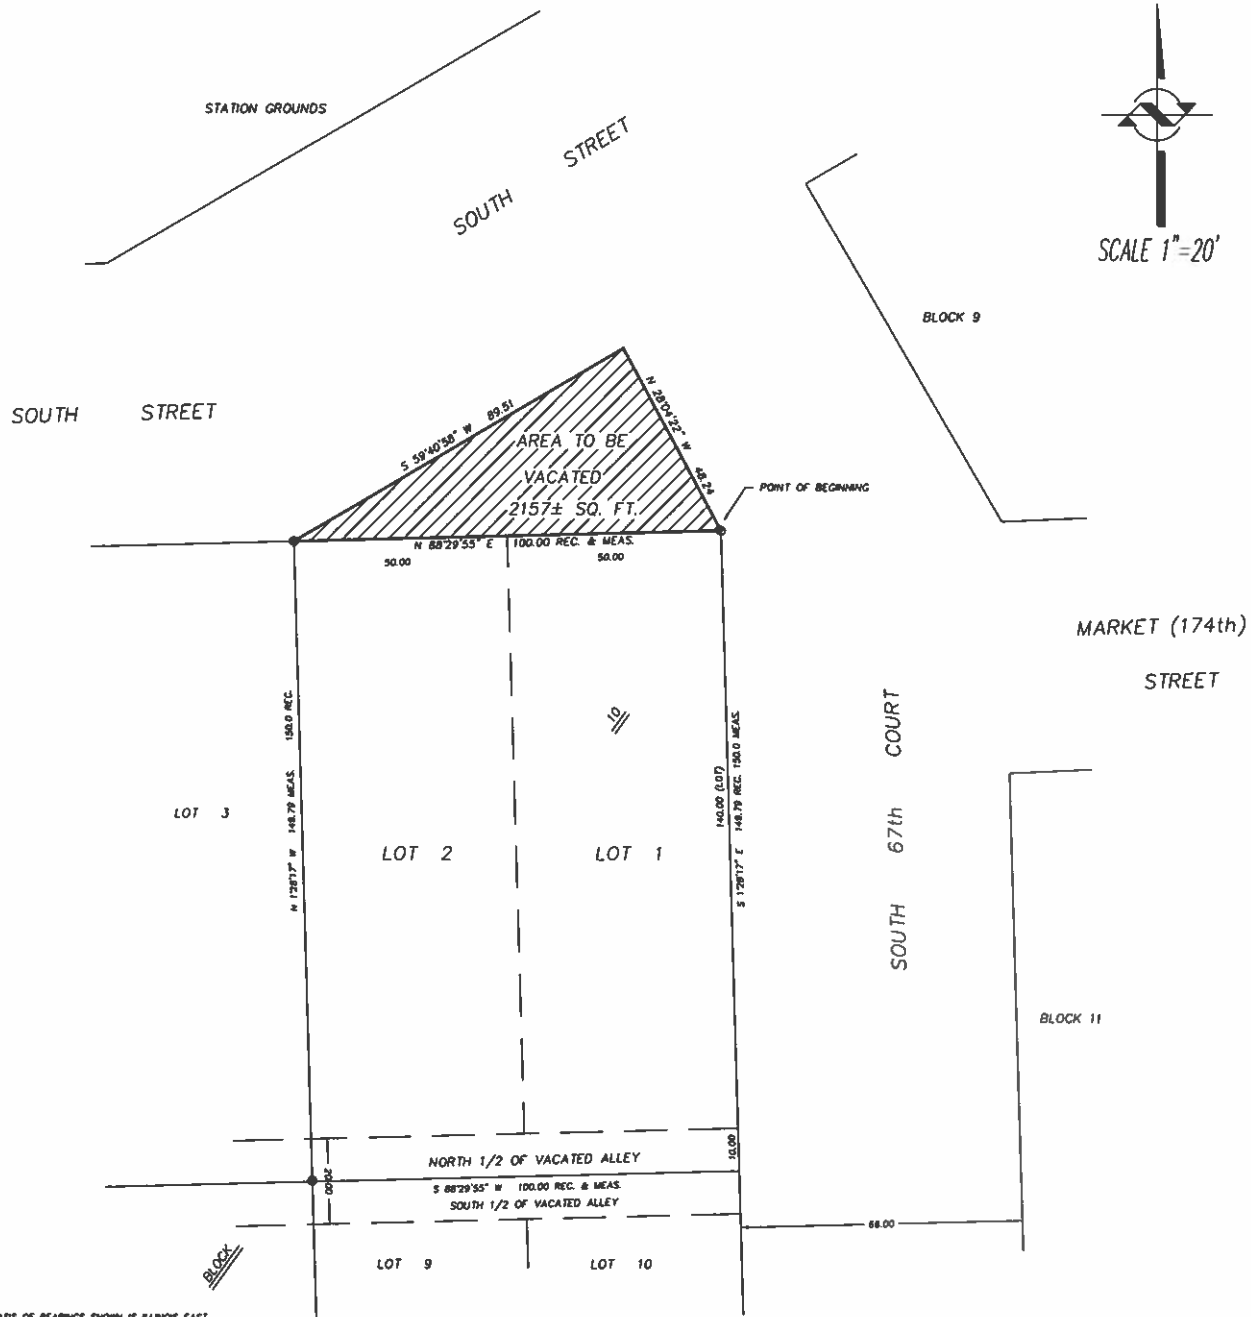 STATION GROUNDS
SOUTH STREET
SCALE 1"=20'
BLOCK 9
SOUTH STREET
S 59°40'58" W 89.51
N 28°04'22" W 48.24
AREA TO BE
VACATED
2157± SQ. FT.
POINT OF BEGINNING
N 88°29'55" E 100.00 REC. & MEAS.
50.00
50.00
MARKET (174th)
STREET
10
N 1°28'17" W 149.79 MEAS. 150.0 REC.
140.00 (LOT)
S 1°28'17" E 149.79 REC. 150.0 MEAS.
SOUTH 67th COURT
LOT 3
LOT 2
LOT 1
BLOCK 11
10.00
NORTH 1/2 OF VACATED ALLEY
20.00
S 88°29'55" W 100.00 REC. & MEAS.
SOUTH 1/2 OF VACATED ALLEY
66.00
BLOCK
LOT 9
LOT 10